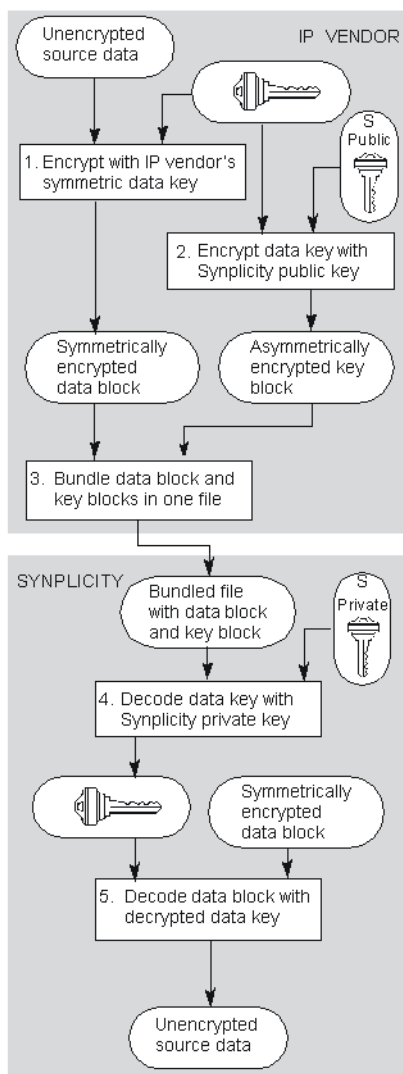 Unencrypted
source data
IP VENDOR
S
Public
1. Encrypt with IP vendor's
symmetric data key
2. Encrypt data key with
Synplicity public key
Symmetrically
encrypted
data block
Asymmetrically
encrypted key
block
3. Bundle data block and
key blocks in one file
SYNPLICITY
Bundled file
with data block
and key block
S
Private
4. Decode data key with
Synplicity private key
Symmetrically
encrypted
data block
5. Decode data block with
decrypted data key
Unencrypted
source data